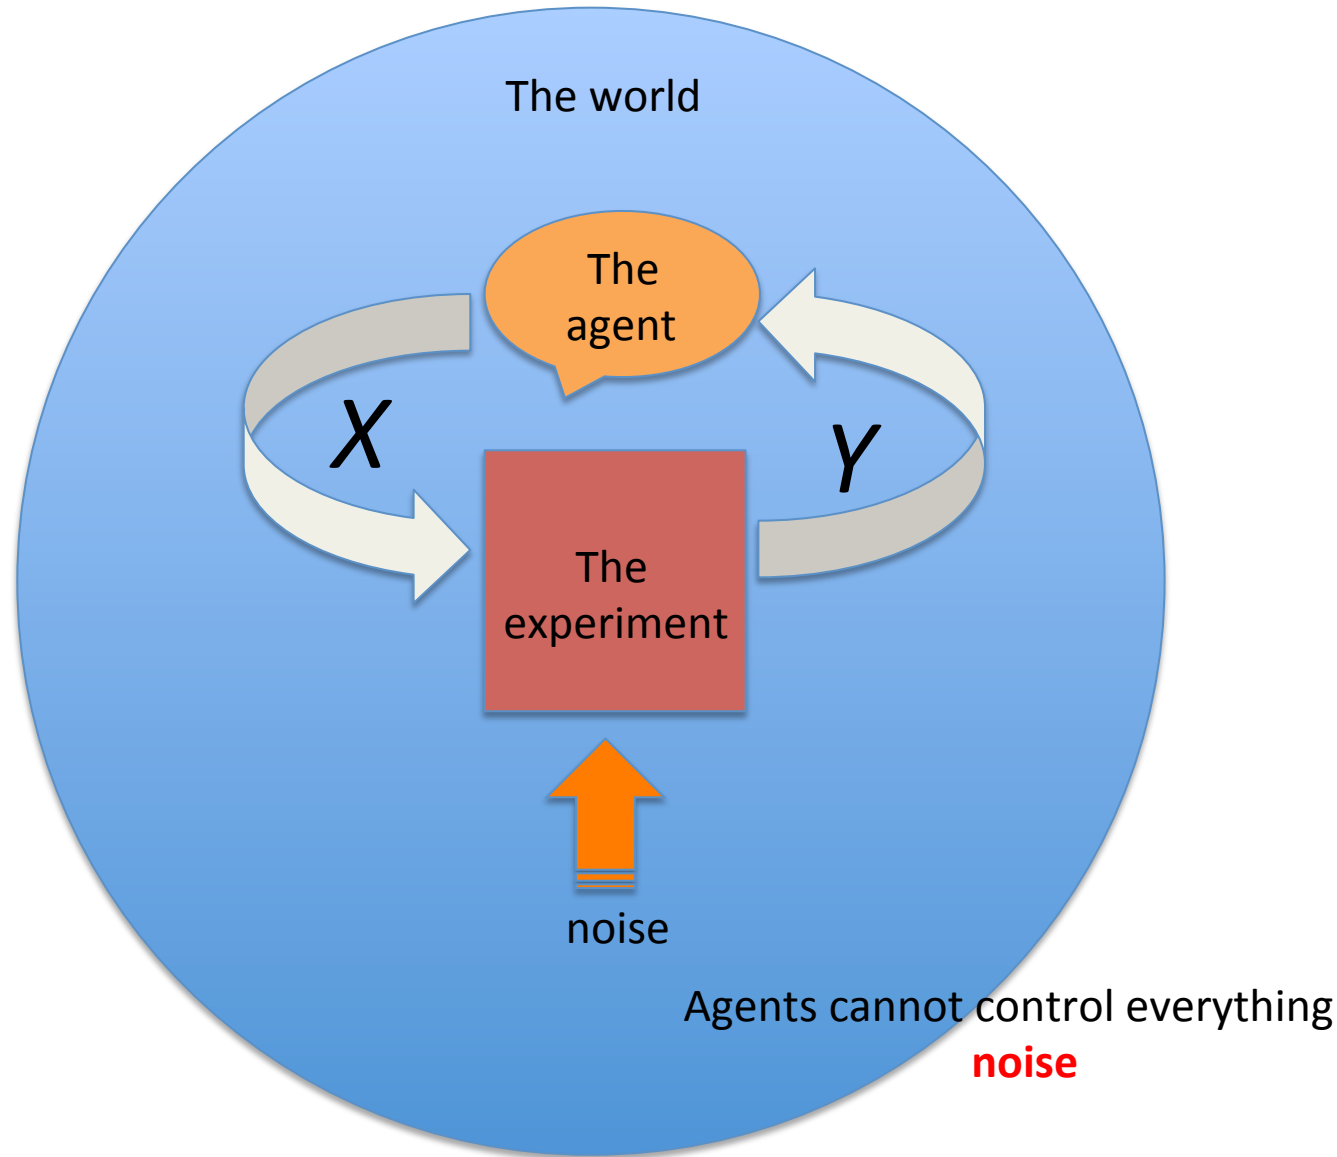 The world
The
agent
X
Y
The
experiment
noise
Agents cannot control everything
noise